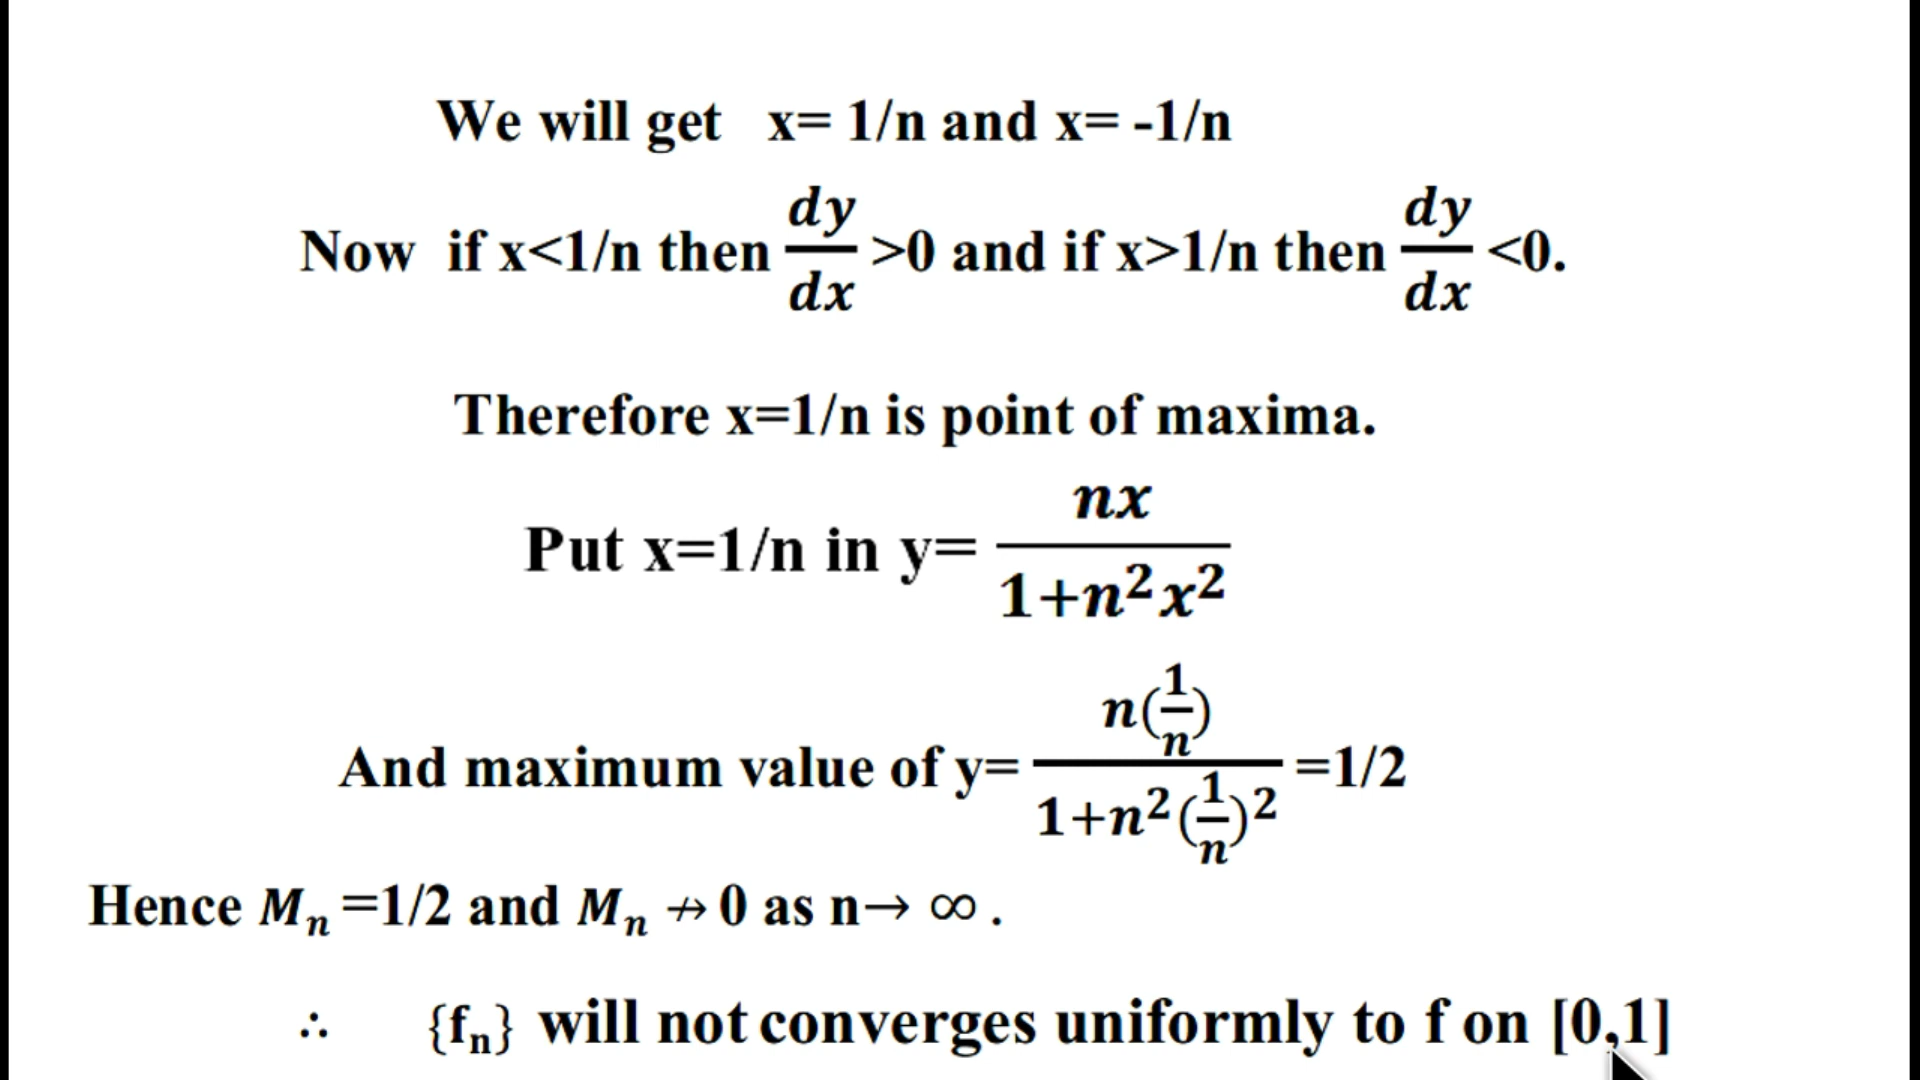 We will get x= 1/n and x= -1/n
Now if x<1/n then dy/dx >0 and if x>1/n then dy/dx <0.
Therefore x=1/n is point of maxima.
Put x=1/n in y= nx/(1+n²x²)
And maximum value of y= n(1/n)/(1+n²(1/n)²) =1/2
Hence Mₙ =1/2 and Mₙ ↛ 0 as n→ ∞ .
∴ {fₙ} will not converges uniformly to f on [0,1]